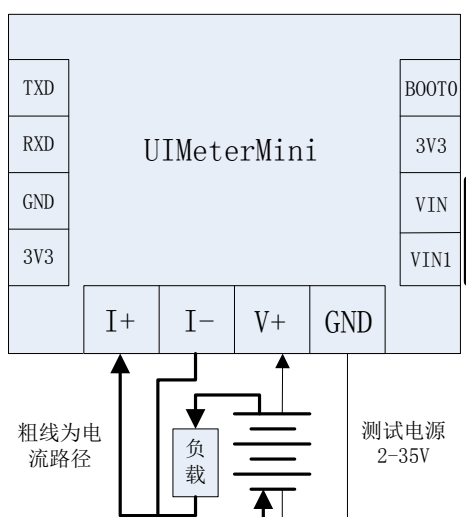 TXD
RXD
GND
3V3
UIMeterMini
BOOT0
3V3
VIN
VIN1
I+
I-
V+
GND
粗线为电
流路径
负
载
测试电源
2-35V